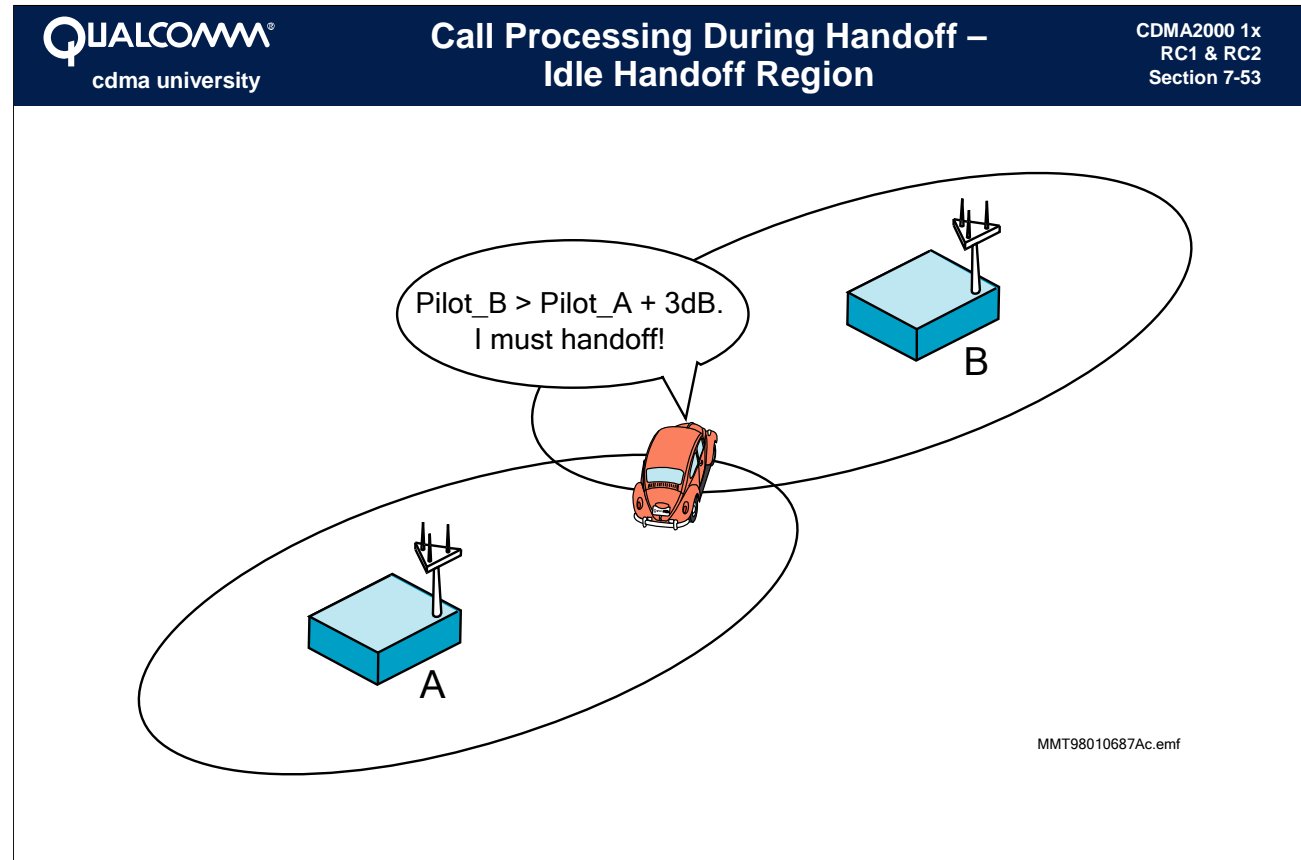 QUALCOMM®
cdma university
Call Processing During Handoff –
Idle Handoff Region
CDMA2000 1x
RC1 & RC2
Section 7-53
Pilot_B > Pilot_A + 3dB.
I must handoff!
B
A
MMT98010687Ac.emf